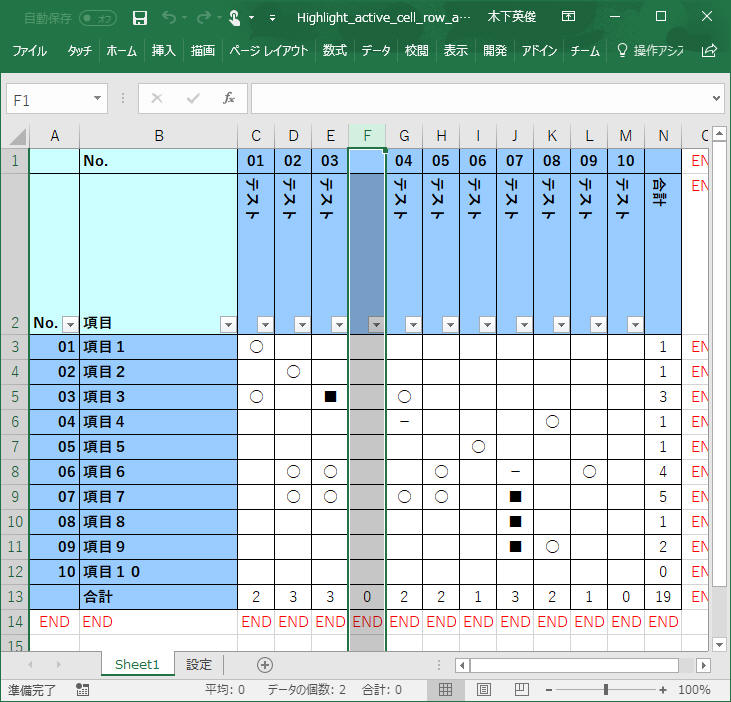 自動保存 オフ Highlight_active_cell_row_a... 木下英俊
ファイル タッチ ホーム 挿入 描画 ページ レイアウト 数式 データ 校閲 表示 開発 アドイン チーム 操作アシス
F1 fx
A B C D E F G H I J K L M N
1 No. 01 02 03 04 05 06 07 08 09 10 EN
テスト テスト テスト テスト テスト テスト テスト テスト テスト テスト 合計 EN
2 No. 項目
3 01 項目1 ○ 1 EN
4 02 項目2 ○ 1 EN
5 03 項目3 ○ ■ ○ 3 EN
6 04 項目4 － ○ 1 EN
7 05 項目5 ○ 1 EN
8 06 項目6 ○ ○ ○ － ○ 4 EN
9 07 項目7 ○ ○ ○ ○ ■ 5 EN
10 08 項目8 ■ 1 EN
11 09 項目9 ■ ○ 2 EN
12 10 項目１０ 0 EN
13 合計 2 3 3 0 2 2 1 3 2 1 0 19 EN
14 END END END END END END END END END END END END END END
15
Sheet1 設定
準備完了 平均: 0 データの個数: 2 合計: 0 100%